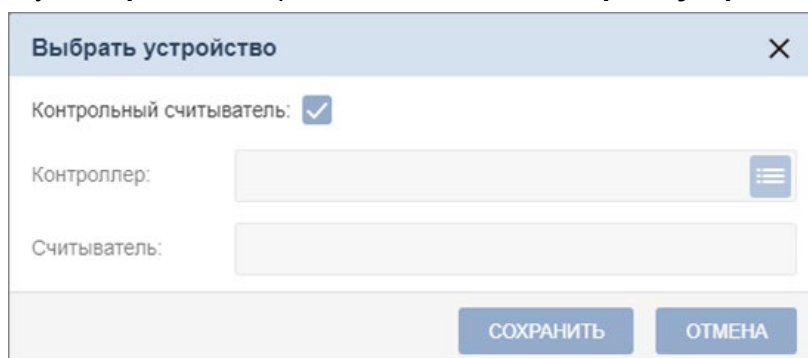 Выбрать устройство
Контрольный считыватель:
Контроллер:
Считыватель:
СОХРАНИТЬ ОТМЕНА